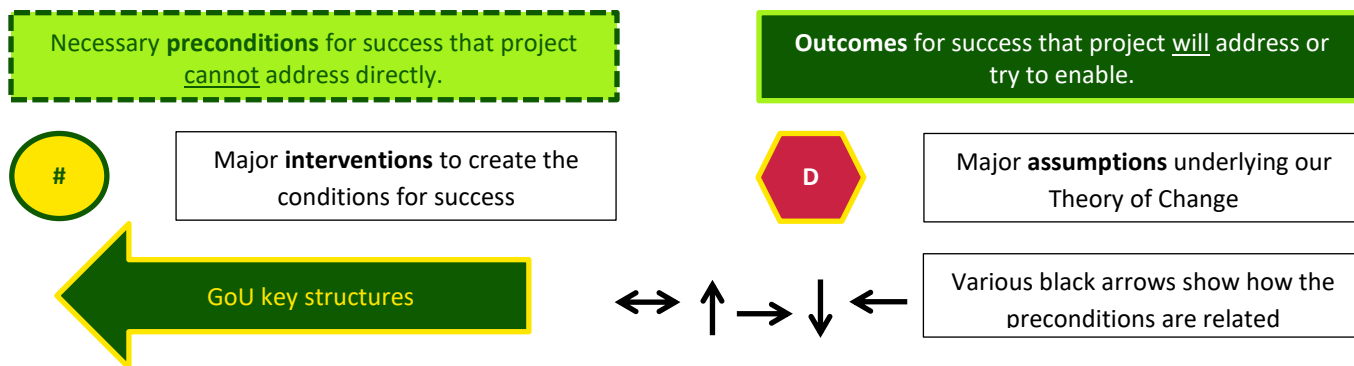 Necessary preconditions for success that project
cannot address directly.
Outcomes for success that project will address or
try to enable.
#
Major interventions to create the
conditions for success
D
Major assumptions underlying our
Theory of Change
GoU key structures
Various black arrows show how the
preconditions are related